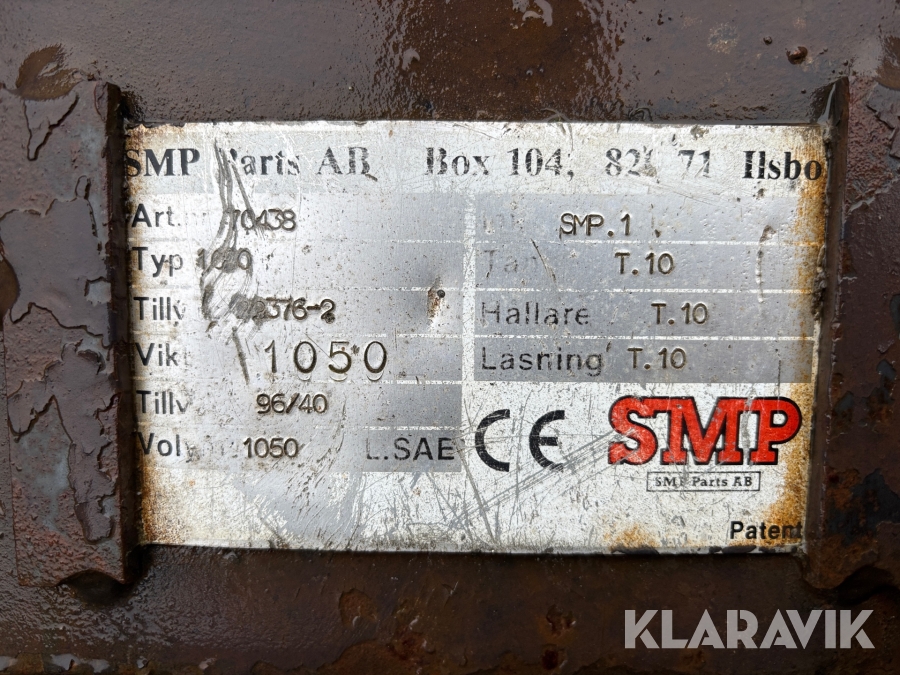 SMP Parts AB Box 104, 71 Ilsbo
Art. 70438
Typ
Tillv 376-2
Vik 1050
Tillv 96/40
Vol 1050 L.SAE
SMP.1
T.10
Hallare T.10
Lasning T.10
CE
SMP
SMP Parts AB
Patent
KLARAVIK